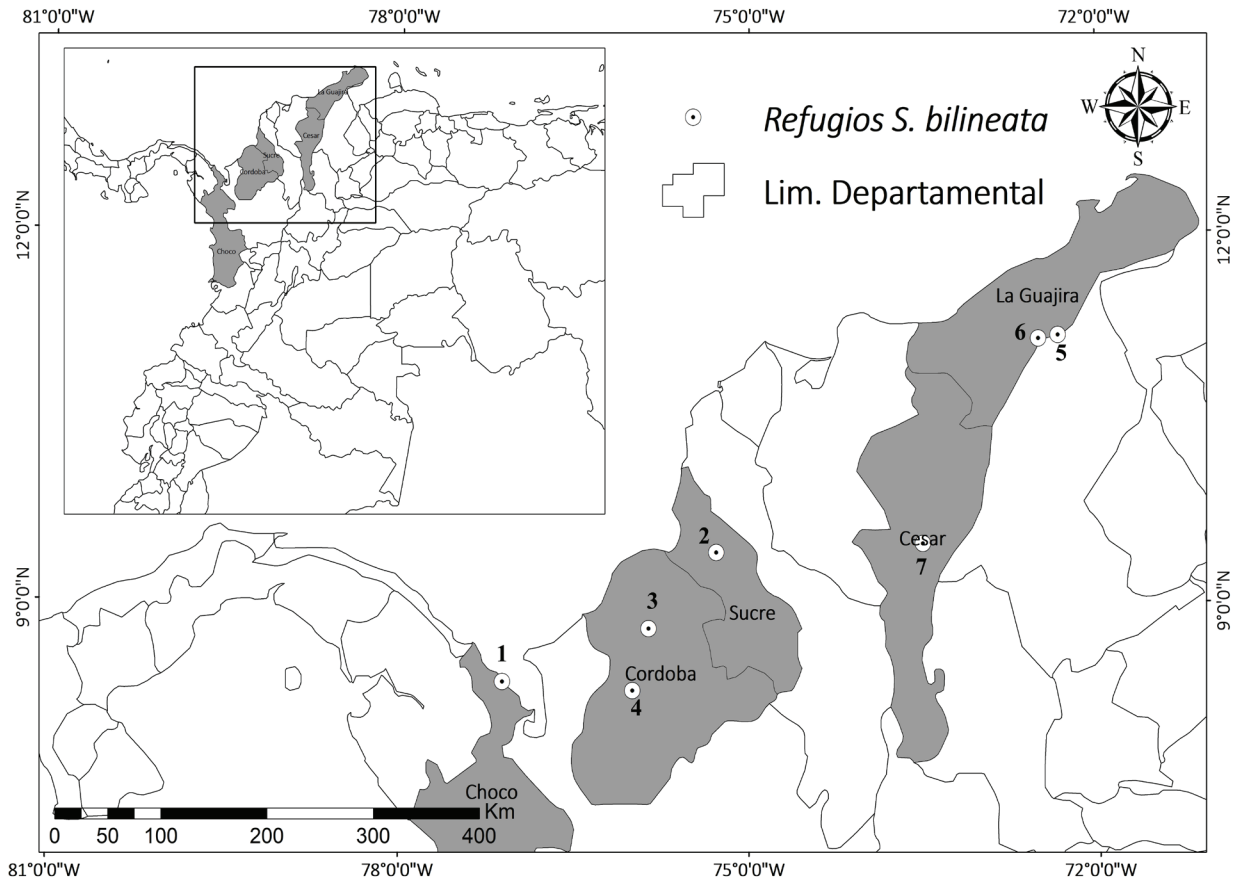 81°0'0"W 78°0'0"W 75°0'0"W 72°0'0"W
N
W E
S
Refugios S. bilineata
Lim. Departamental
La Guajira
Cesar
Sucre
Cordoba
Choco
12°0'0"N 12°0'0"N
La Guajira
6
5
2
Cesar
7
3
Sucre
1
Cordoba
4
9°0'0"N 9°0'0"N
Choco
Km
0 50 100 200 300 400
81°0'0"W 78°0'0"W 75°0'0"W 72°0'0"W